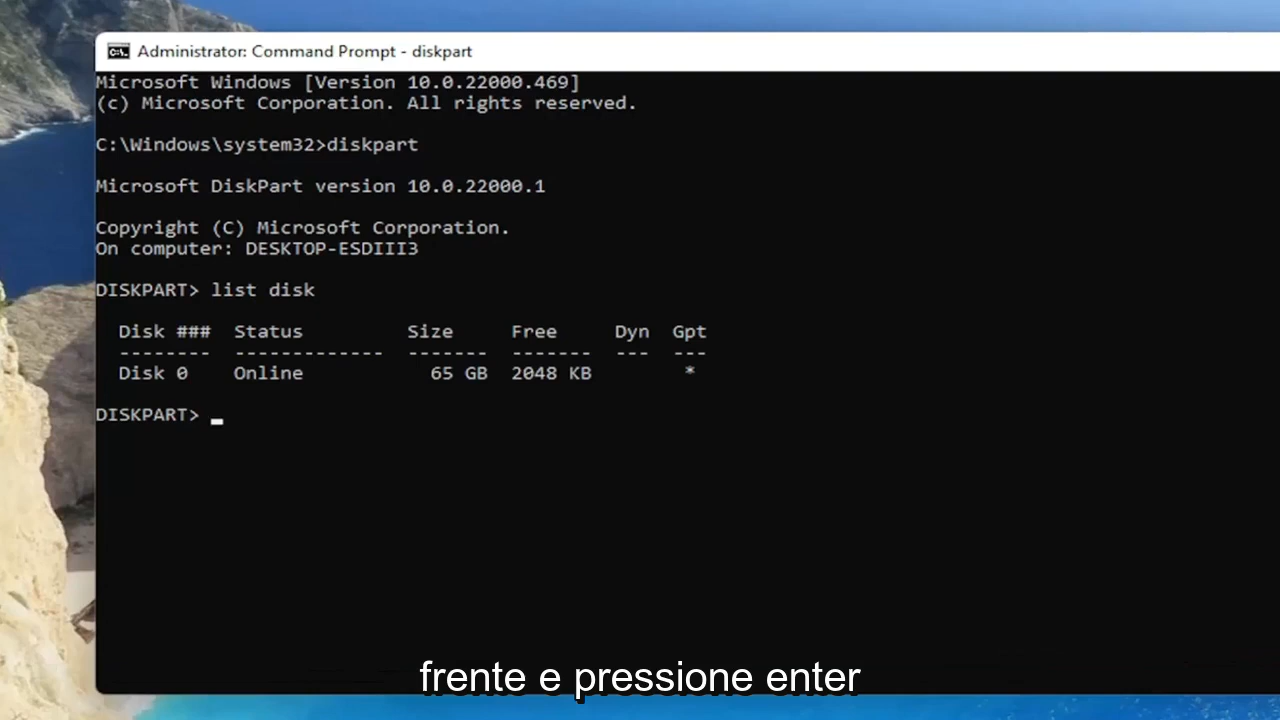 Administrator: Command Prompt - diskpart
Microsoft Windows [Version 10.0.22000.469]
(c) Microsoft Corporation. All rights reserved.
C:\Windows\system32>diskpart
Microsoft DiskPart version 10.0.22000.1
Copyright (C) Microsoft Corporation.
On computer: DESKTOP-ESDIII3
DISKPART> list disk
Disk ### Status Size Free Dyn Gpt
-------- ------------- ------- ------- --- ---
Disk 0 Online 65 GB 2048 KB *
DISKPART> _
frente e pressione enter